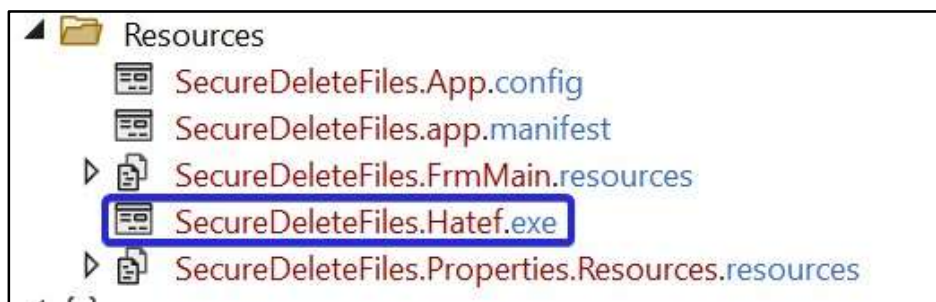 Resources
SecureDeleteFiles.App.config
SecureDeleteFiles.app.manifest
SecureDeleteFiles.FrmMain.resources
SecureDeleteFiles.Hatef.exe
SecureDeleteFiles.Properties.Resources.resources